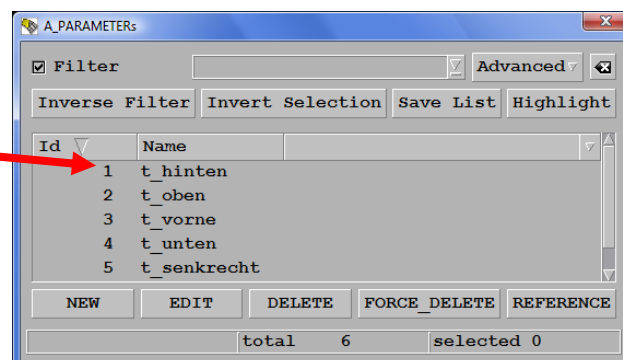 A_PARAMETERs
Filter Advanced
Inverse Filter Invert Selection Save List Highlight
Id Name
1 t_hinten
2 t_oben
3 t_vorne
4 t_unten
5 t_senkrecht
NEW EDIT DELETE FORCE_DELETE REFERENCE
total 6 selected 0